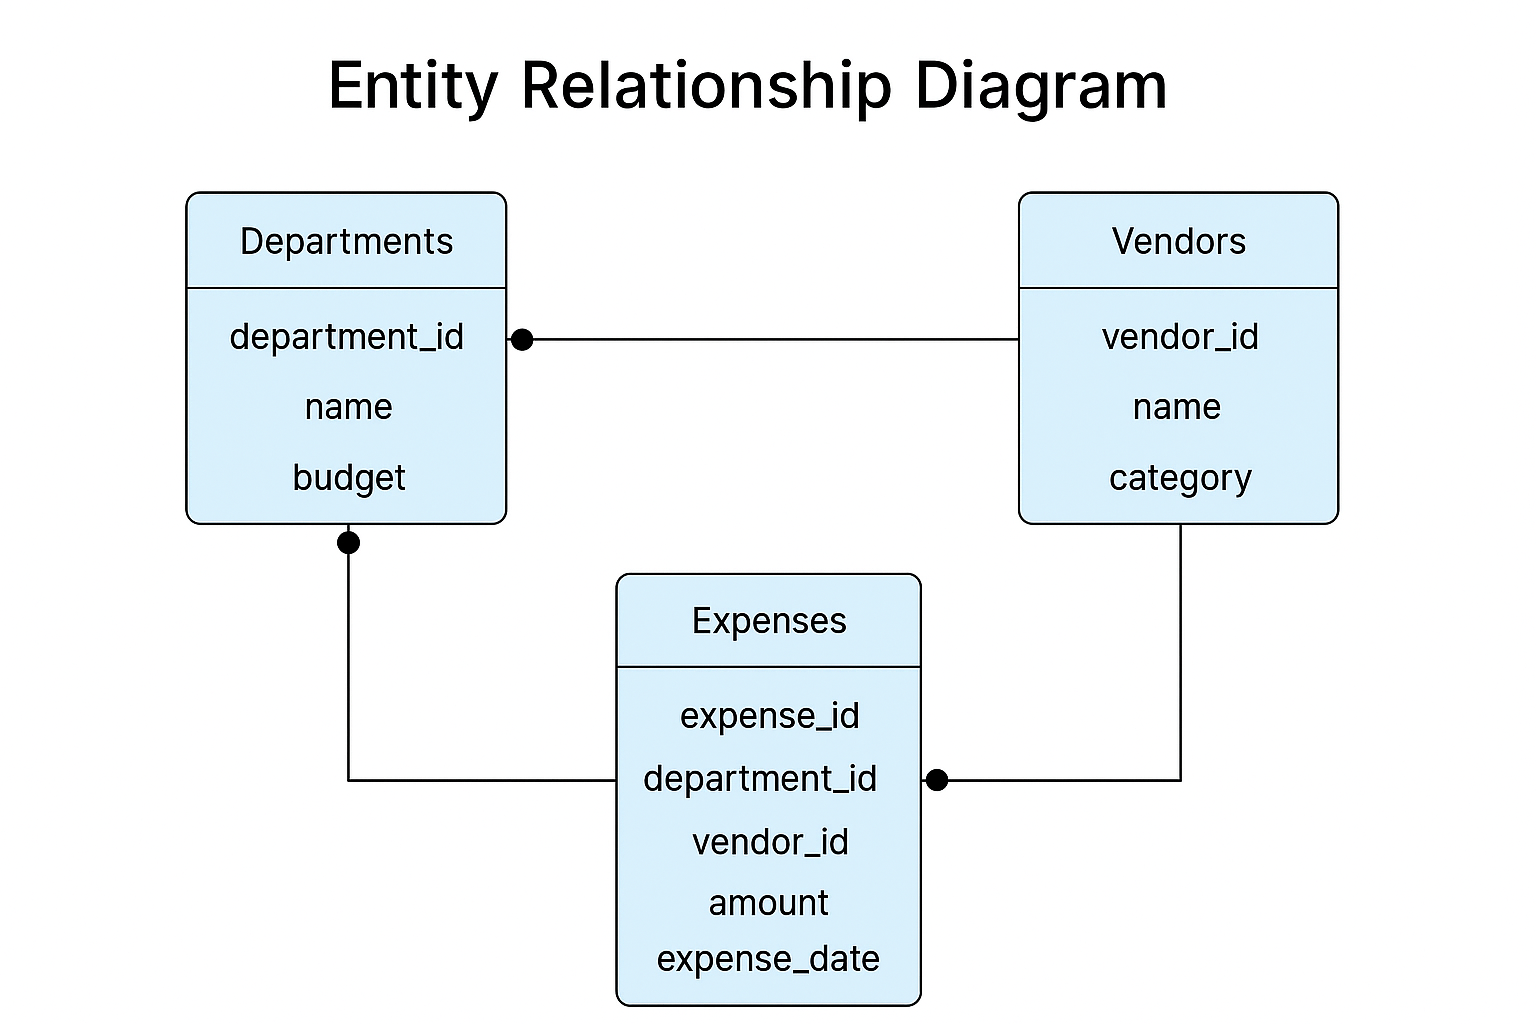 Entity Relationship Diagram
Departments
department_id
name
budget
Vendors
vendor_id
name
category
Expenses
expense_id
department_id
vendor_id
amount
expense_date